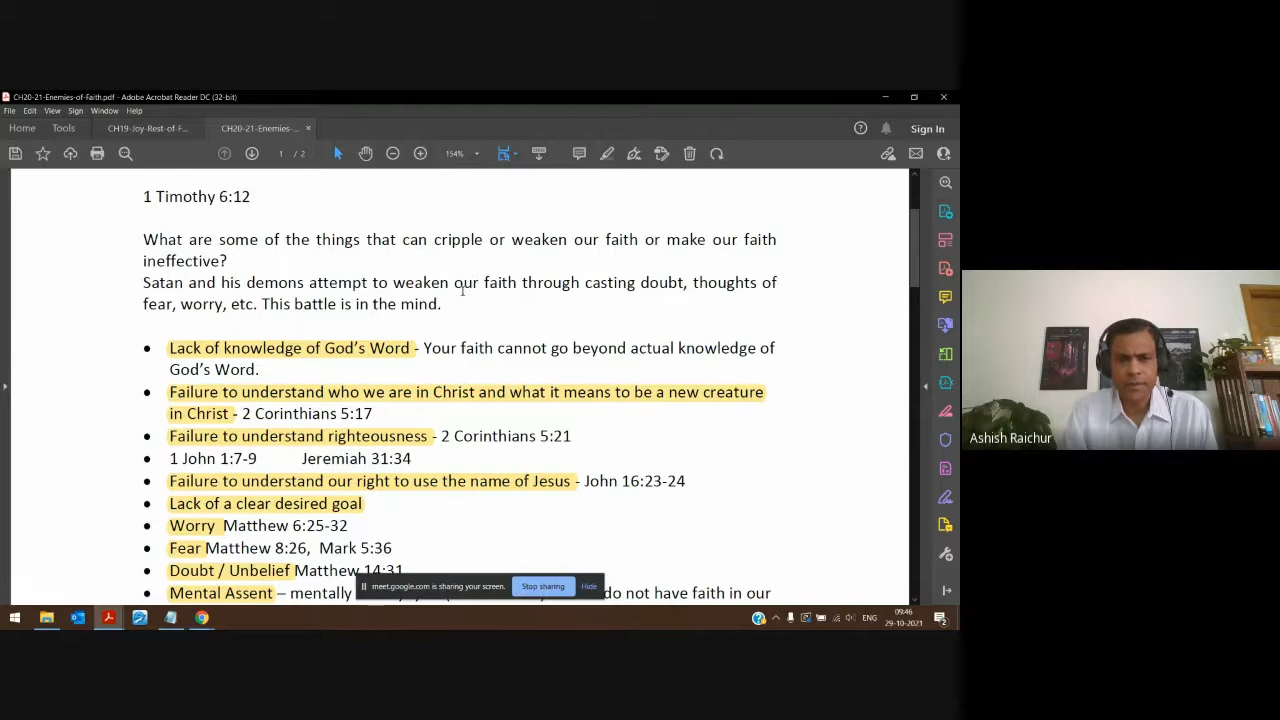 CH20-21-Enemies-of-Faith.pdf - Adobe Acrobat Reader DC (32-bit)
File Edit View Sign Window Help
Home Tools CH19-Joy-Rest-of-F... CH20-21-Enemies-... × Sign In
1 / 2 154%
1 Timothy 6:12
What are some of the things that can cripple or weaken our faith or make our faith
ineffective?
Satan and his demons attempt to weaken our faith through casting doubt, thoughts of
fear, worry, etc. This battle is in the mind.
• Lack of knowledge of God’s Word - Your faith cannot go beyond actual knowledge of
God’s Word.
• Failure to understand who we are in Christ and what it means to be a new creature
in Christ - 2 Corinthians 5:17
• Failure to understand righteousness - 2 Corinthians 5:21
• 1 John 1:7-9 Jeremiah 31:34
• Failure to understand our right to use the name of Jesus - John 16:23-24
• Lack of a clear desired goal
• Worry Matthew 6:25-32
• Fear Matthew 8:26, Mark 5:36
• Doubt / Unbelief Matthew 14:31
• Mental Assent – mentally do not have faith in our
meet.google.com is sharing your screen. Stop sharing Hide
Ashish Raichur
ENG
09:46
29-10-2021